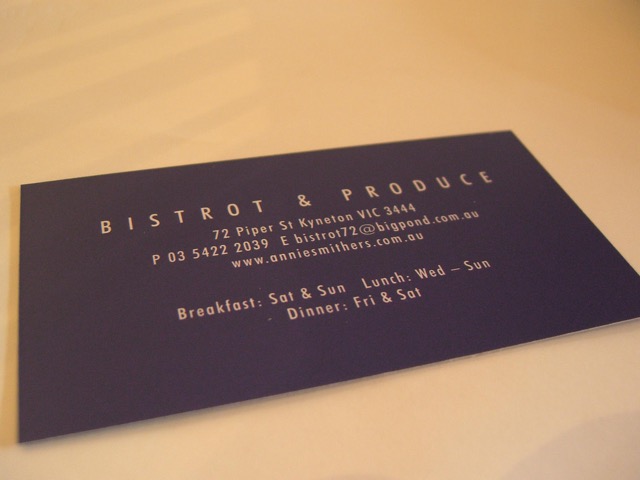 BISTROT & PRODUCE
72 Piper St Kyneton VIC 3444
P 03 5422 2039 E bistrot72@bigpond.com.au
www.anniesmithers.com.au
Breakfast: Sat & Sun Lunch: Wed – Sun
Dinner: Fri & Sat